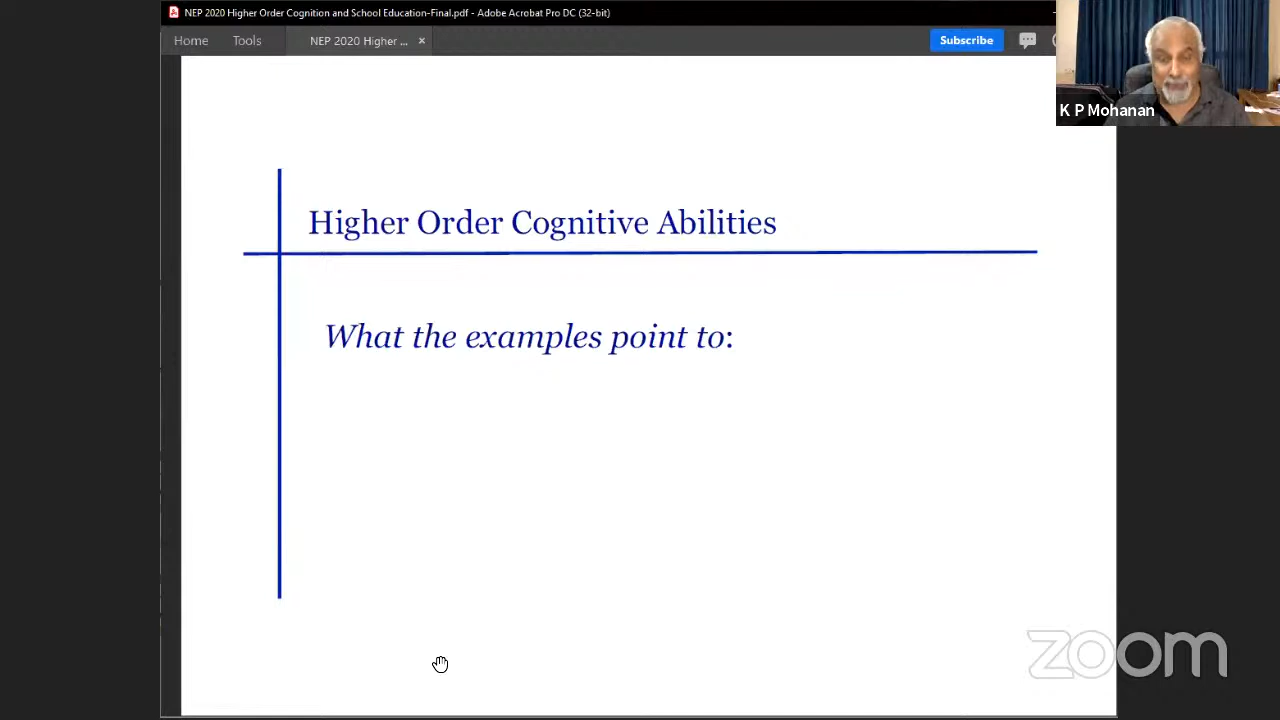 NEP 2020 Higher Order Cognition and School Education-Final.pdf - Adobe Acrobat Pro DC (32-bit)
Home Tools NEP 2020 Higher ... × Subscribe
K P Mohanan
Higher Order Cognitive Abilities
What the examples point to:
zoom